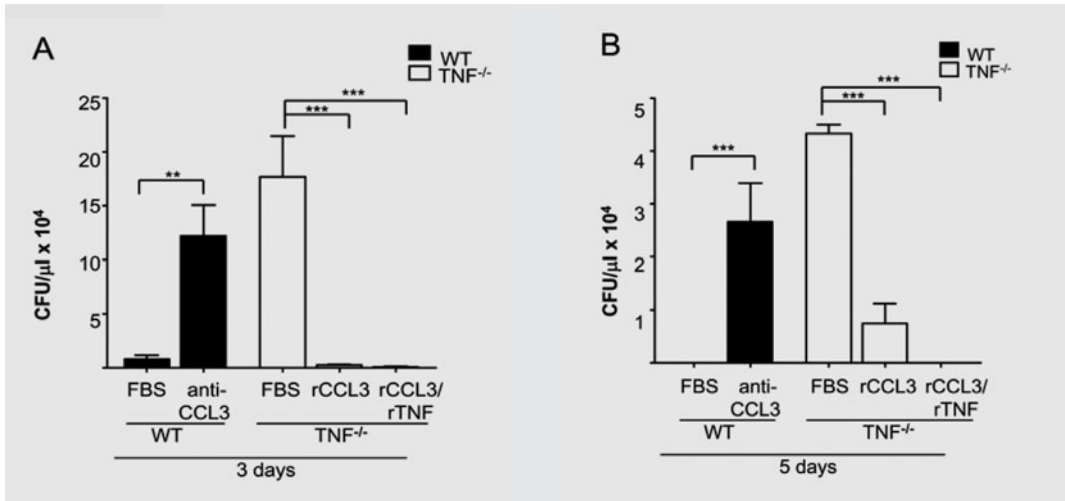 A
WT
TNF-/-
***
***
**
25
20
15
10
5
CFU/μl x 10⁴
FBS anti-CCL3 FBS rCCL3 rCCL3/rTNF
WT TNF-/-
3 days
B
WT
TNF-/-
***
***
***
5
4
3
2
1
CFU/μl x 10⁴
FBS anti-CCL3 FBS rCCL3 rCCL3/rTNF
WT TNF-/-
5 days